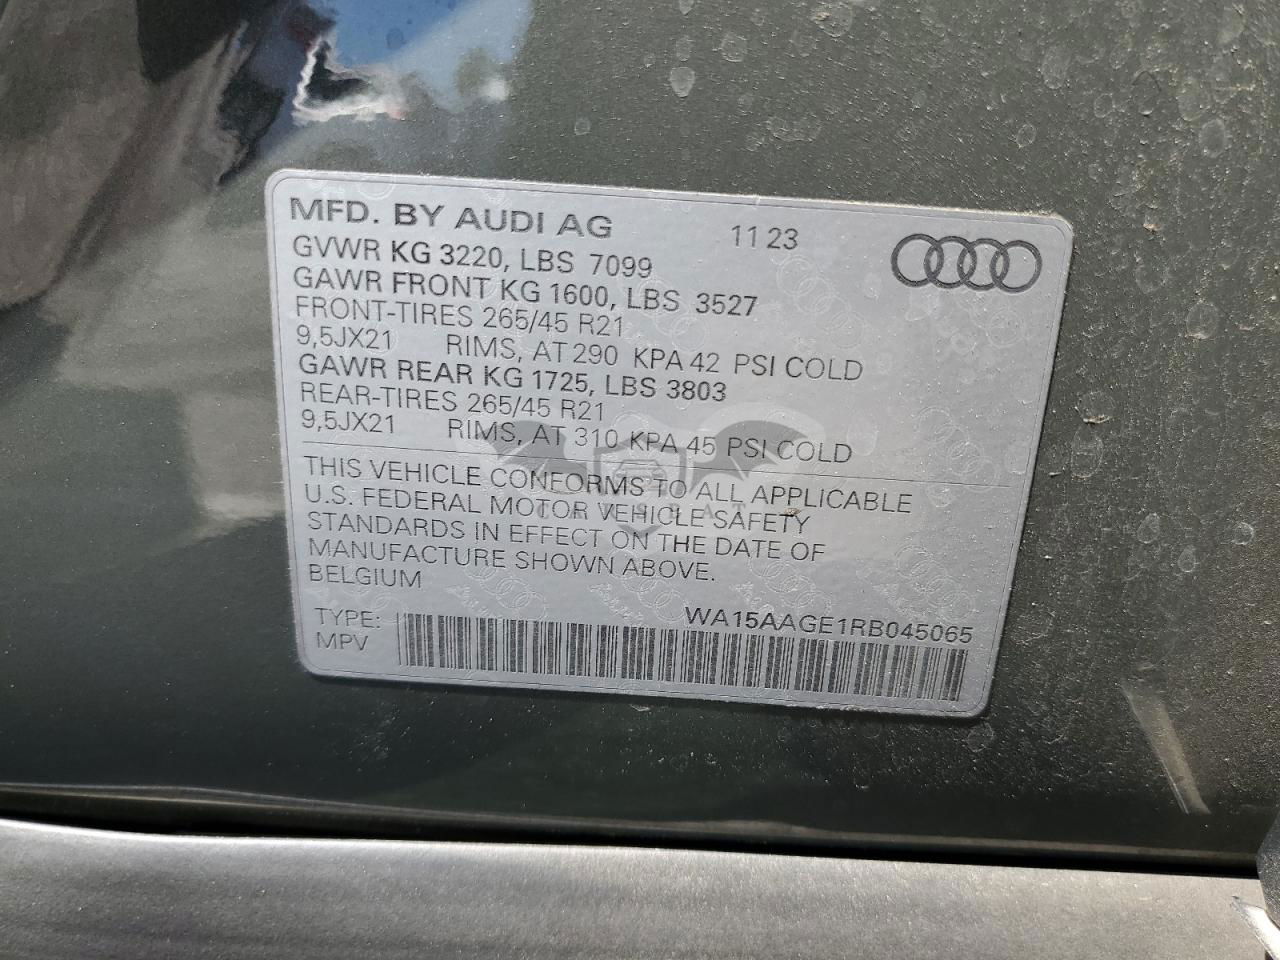 MFD. BY AUDI AG 11 23
GVWR KG 3220, LBS 7099
GAWR FRONT KG 1600, LBS 3527
FRONT-TIRES 265/45 R21
9,5JX21 RIMS, AT 290 KPA 42 PSI COLD
GAWR REAR KG 1725, LBS 3803
REAR-TIRES 265/45 R21
9,5JX21 RIMS, AT 310 KPA 45 PSI COLD
THIS VEHICLE CONFORMS TO ALL APPLICABLE
U.S. FEDERAL MOTOR VEHICLE SAFETY
STANDARDS IN EFFECT ON THE DATE OF
MANUFACTURE SHOWN ABOVE.
BELGIUM
WA15AAGE1RB045065
TYPE:
MPV